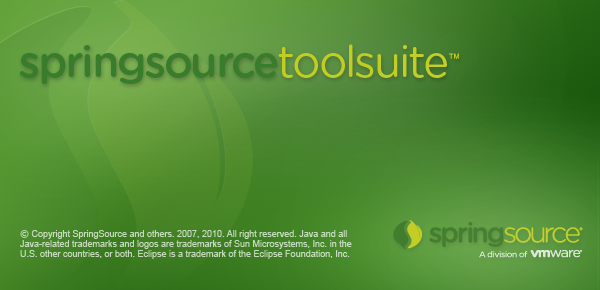 springsourcetoolsuite™
© Copyright SpringSource and others. 2007, 2010. All right reserved. Java and all
Java-related trademarks and logos are trademarks of Sun Microsystems, Inc. in the
U.S. other countries, or both. Eclipse is a trademark of the Eclipse Foundation, Inc.
springsource®
A division of vmware®